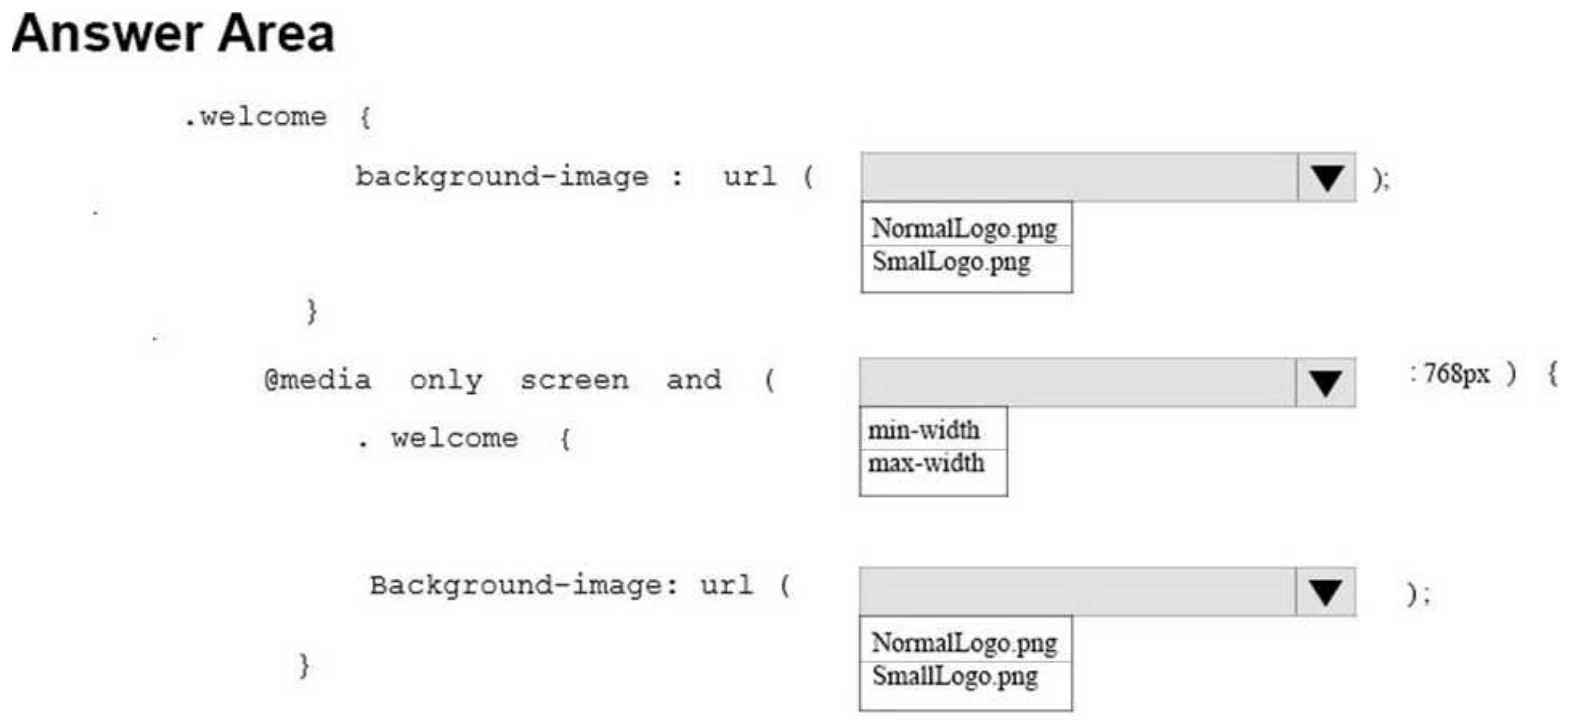 Answer Area
.welcome {
background-image : url ( );
NormalLogo.png
SmalLogo.png
}
@media only screen and ( : 768px ) {
min-width
max-width
. welcome {
Background-image: url ( );
NormalLogo.png
SmallLogo.png
}